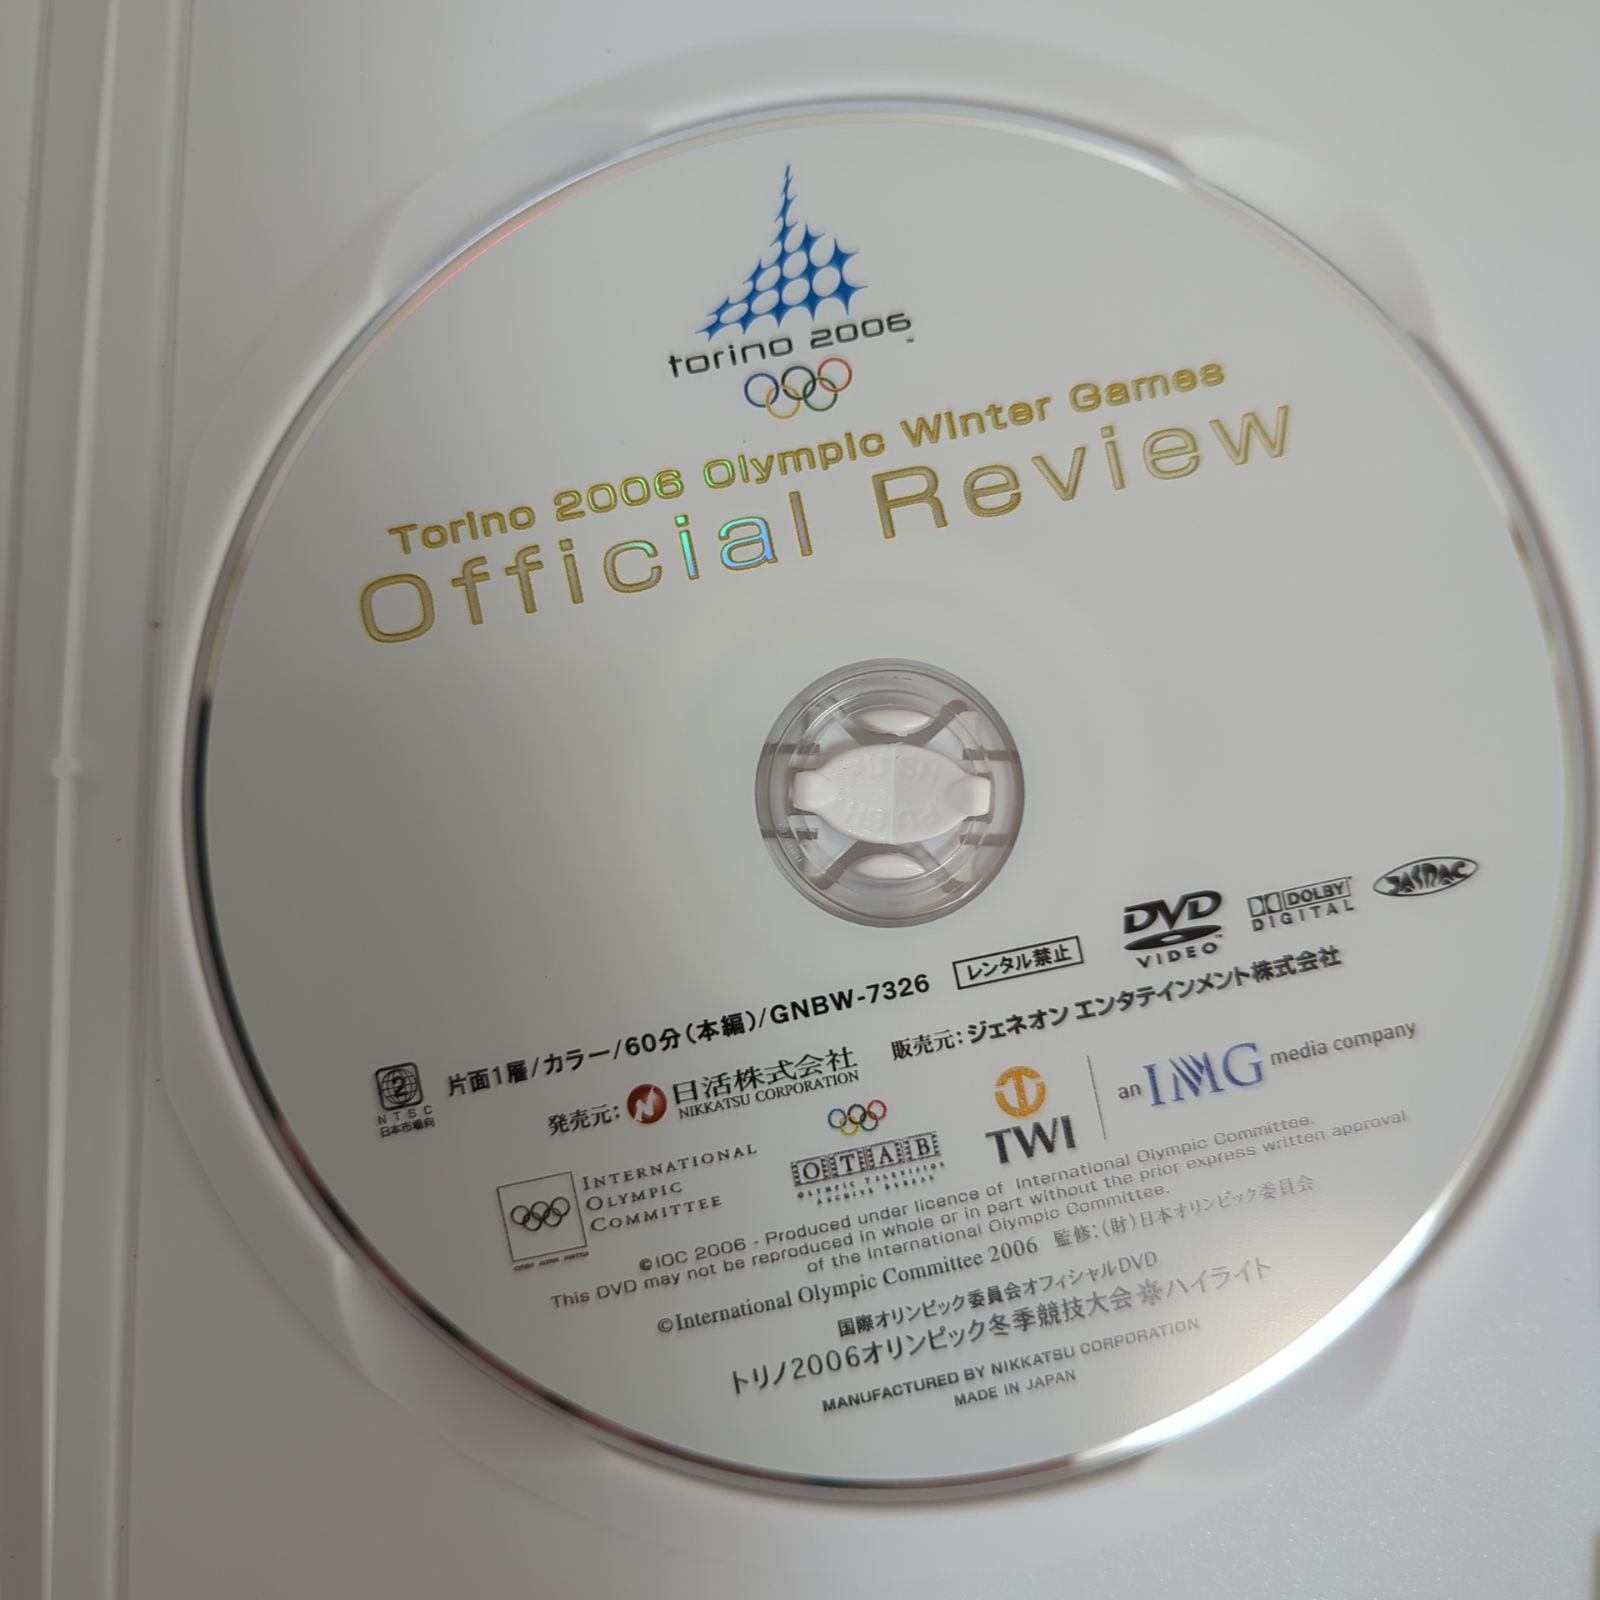 torino 2006
Torino 2006 Olympic Winter Games
Official Review
PUSH
DVD
VIDEO
DOLBY
DIGITAL
JASRAC
片面1層/カラー/60分(本編)/GNBW-7326
レンタル禁止
2
NTSC
日本市場向
発売元:
日活株式会社
NIKKATSU CORPORATION
販売元:ジェネオン エンタテインメント株式会社
INTERNATIONAL
OLYMPIC
COMMITTEE
OTAB
OLYMPIC TELEVISION
ARCHIVE BUREAU
TWI
an IMG media company
©IOC 2006 - Produced under licence of International Olympic Committee.
This DVD may not be reproduced in whole or in part without the prior express written approval
of the International Olympic Committee.
©International Olympic Committee 2006 監修:(財)日本オリンピック委員会
国際オリンピック委員会オフィシャルDVD
トリノ2006オリンピック冬季競技大会 ハイライト
MANUFACTURED BY NIKKATSU CORPORATION
MADE IN JAPAN